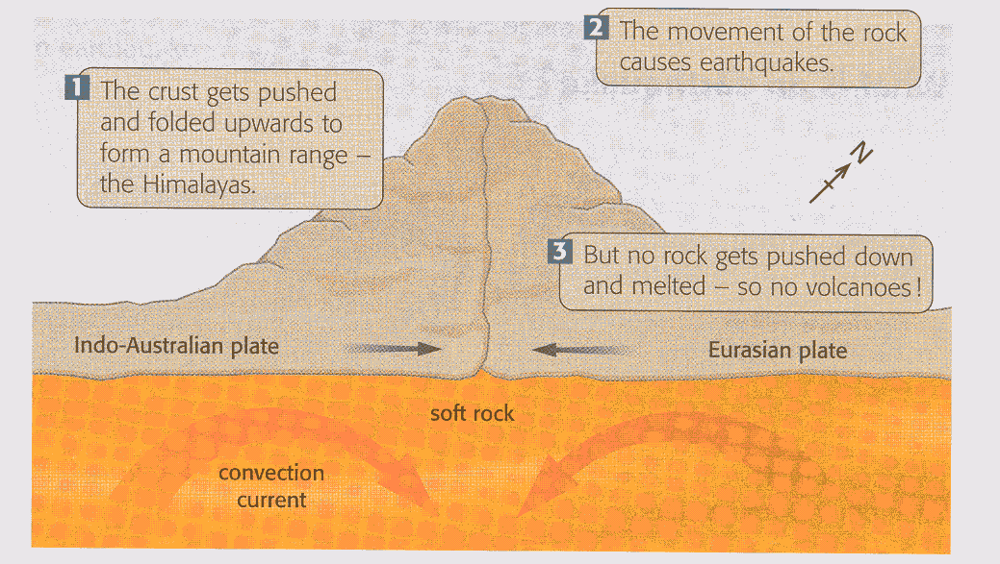 1 The crust gets pushed
and folded upwards to
form a mountain range –
the Himalayas.
2 The movement of the rock
causes earthquakes.
N
3 But no rock gets pushed down
and melted – so no volcanoes!
Indo-Australian plate
Eurasian plate
soft rock
convection
current